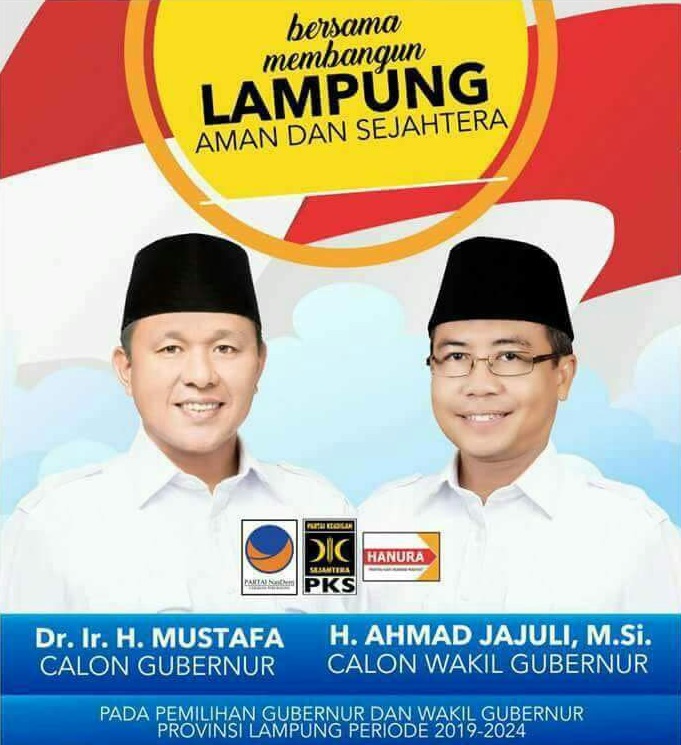 bersama
membangun
LAMPUNG
AMAN DAN SEJAHTERA
PARTAI NasDem
PARTAI KEADILAN
SEJAHTERA
PKS
HANURA
Dr. Ir. H. MUSTAFA
CALON GUBERNUR
H. AHMAD JAJULI, M.Si.
CALON WAKIL GUBERNUR
PADA PEMILIHAN GUBERNUR DAN WAKIL GUBERNUR
PROVINSI LAMPUNG PERIODE 2019-2024